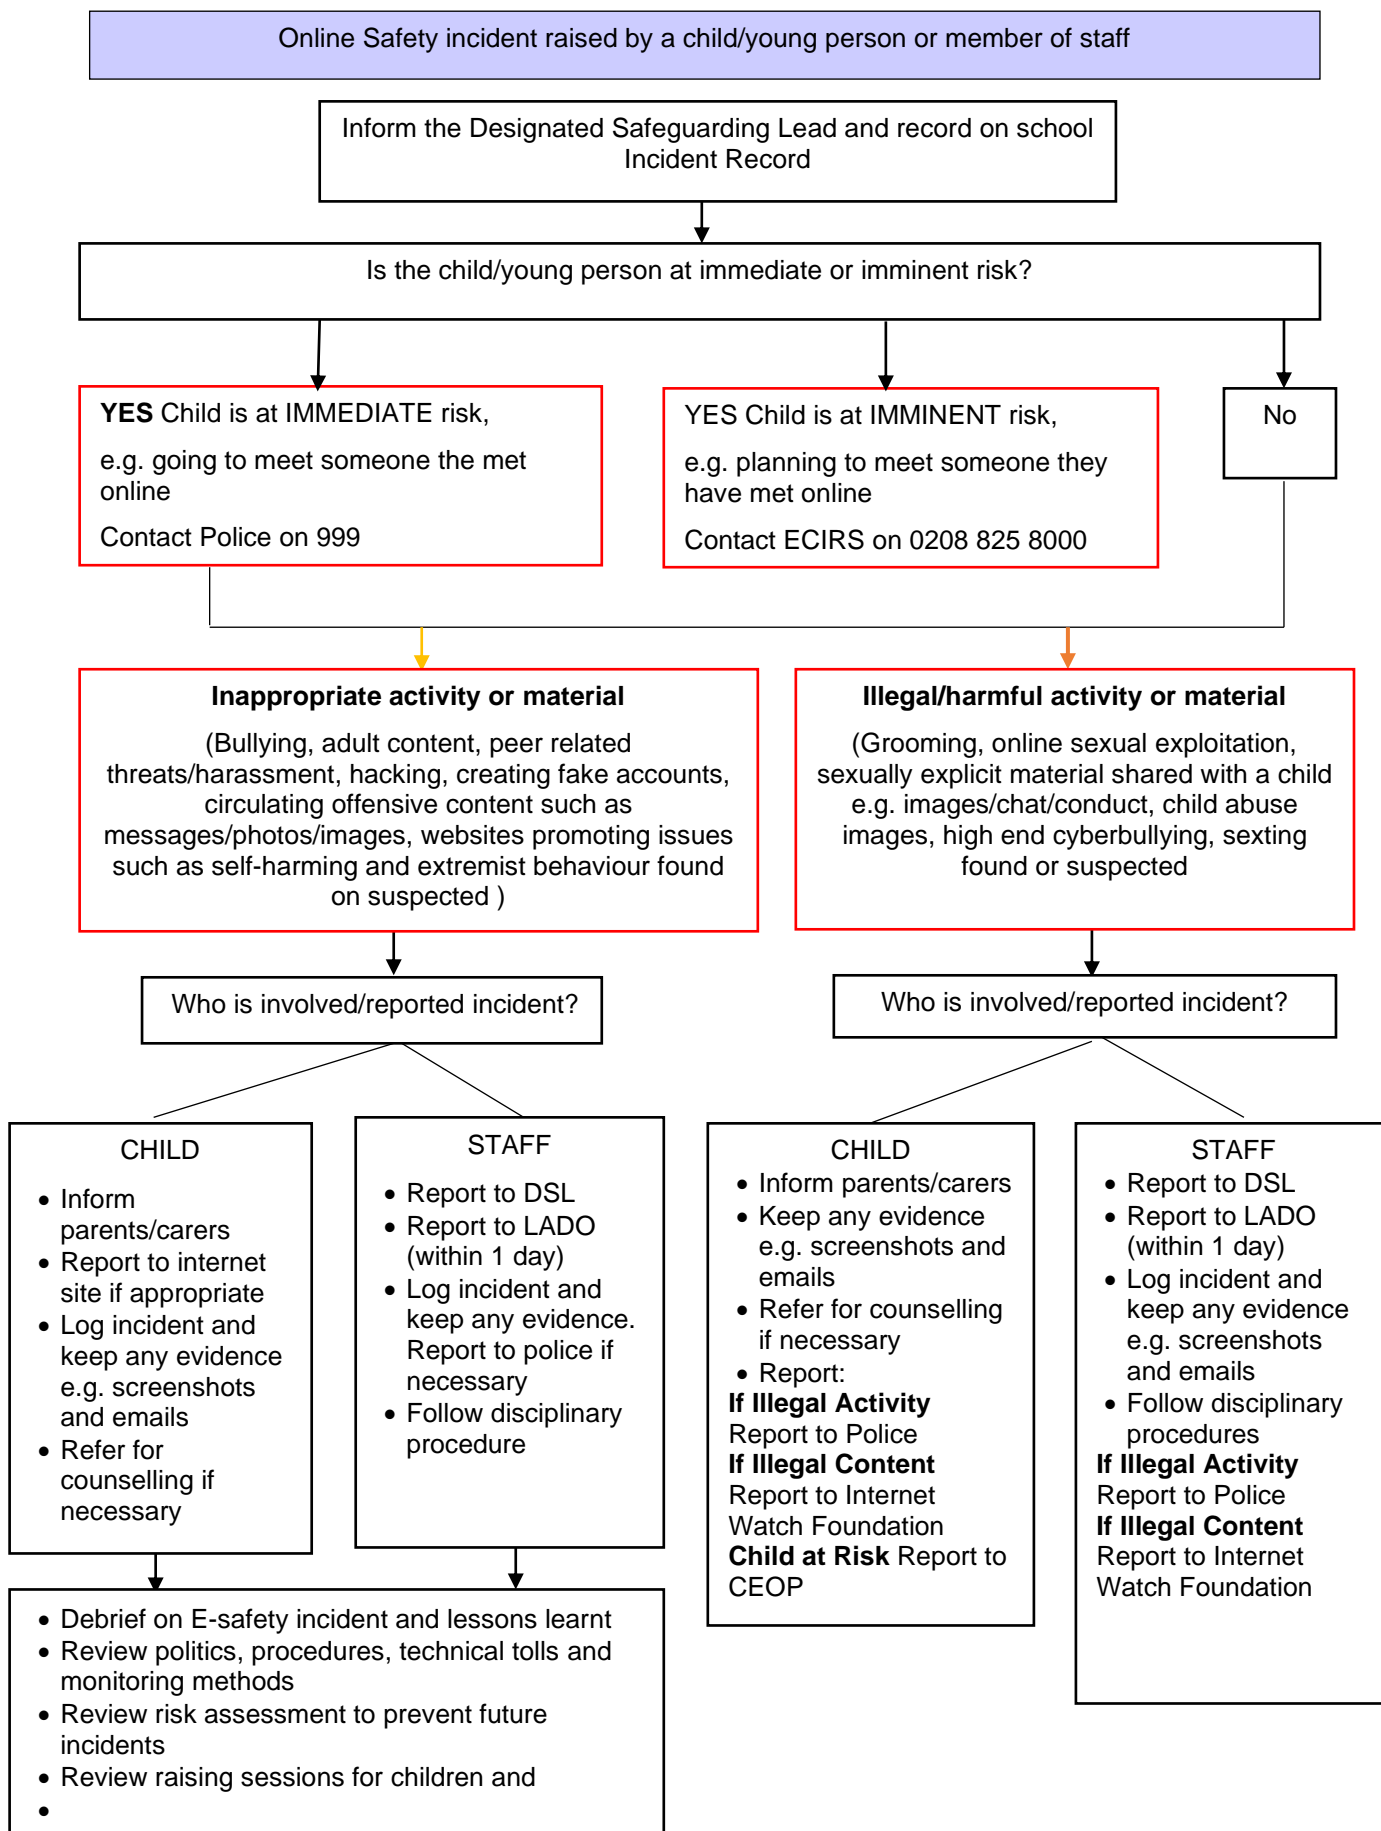 Online Safety incident raised by a child/young person or member of staff
Inform the Designated Safeguarding Lead and record on school
Incident Record
Is the child/young person at immediate or imminent risk?
YES Child is at IMMEDIATE risk,
e.g. going to meet someone the met
online
Contact Police on 999
YES Child is at IMMINENT risk,
e.g. planning to meet someone they
have met online
Contact ECIRS on 0208 825 8000
No
Inappropriate activity or material
(Bullying, adult content, peer related
threats/harassment, hacking, creating fake accounts,
circulating offensive content such as
messages/photos/images, websites promoting issues
such as self-harming and extremist behaviour found
on suspected )
Illegal/harmful activity or material
(Grooming, online sexual exploitation,
sexually explicit material shared with a child
e.g. images/chat/conduct, child abuse
images, high end cyberbullying, sexting
found or suspected
Who is involved/reported incident?
Who is involved/reported incident?
CHILD
• Inform
parents/carers
• Report to internet
site if appropriate
• Log incident and
keep any evidence
e.g. screenshots
and emails
• Refer for
counselling if
necessary
STAFF
• Report to DSL
• Report to LADO
(within 1 day)
• Log incident and
keep any evidence.
Report to police if
necessary
• Follow disciplinary
procedure
CHILD
• Inform parents/carers
• Keep any evidence
e.g. screenshots and
emails
• Refer for counselling
if necessary
• Report:
If Illegal Activity
Report to Police
If Illegal Content
Report to Internet
Watch Foundation
Child at Risk Report to
CEOP
STAFF
• Report to DSL
• Report to LADO
(within 1 day)
• Log incident and
keep any evidence
e.g. screenshots
and emails
• Follow disciplinary
procedures
If Illegal Activity
Report to Police
If Illegal Content
Report to Internet
Watch Foundation
• Debrief on E-safety incident and lessons learnt
• Review politics, procedures, technical tolls and
monitoring methods
• Review risk assessment to prevent future
incidents
• Review raising sessions for children and
•